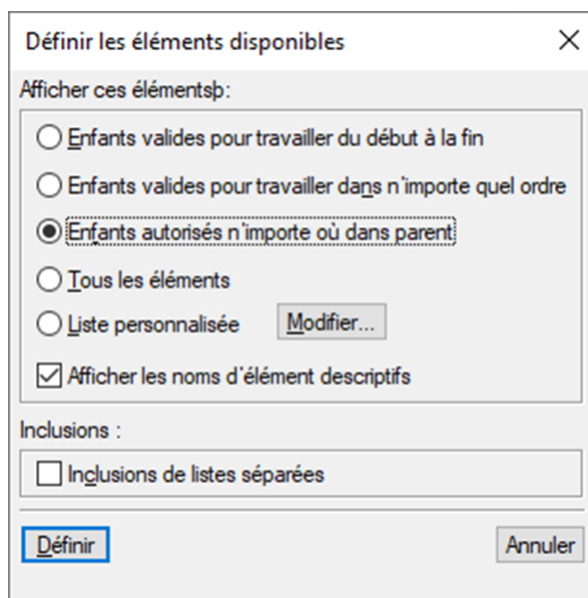 Définir les éléments disponibles
Afficher ces élémentsþ:
Enfants valides pour travailler du début à la fin
Enfants valides pour travailler dans n'importe quel ordre
Enfants autorisés n'importe où dans parent
Tous les éléments
Liste personnalisée Modifier...
Afficher les noms d'élément descriptifs
Inclusions :
Inclusions de listes séparées
Définir Annuler